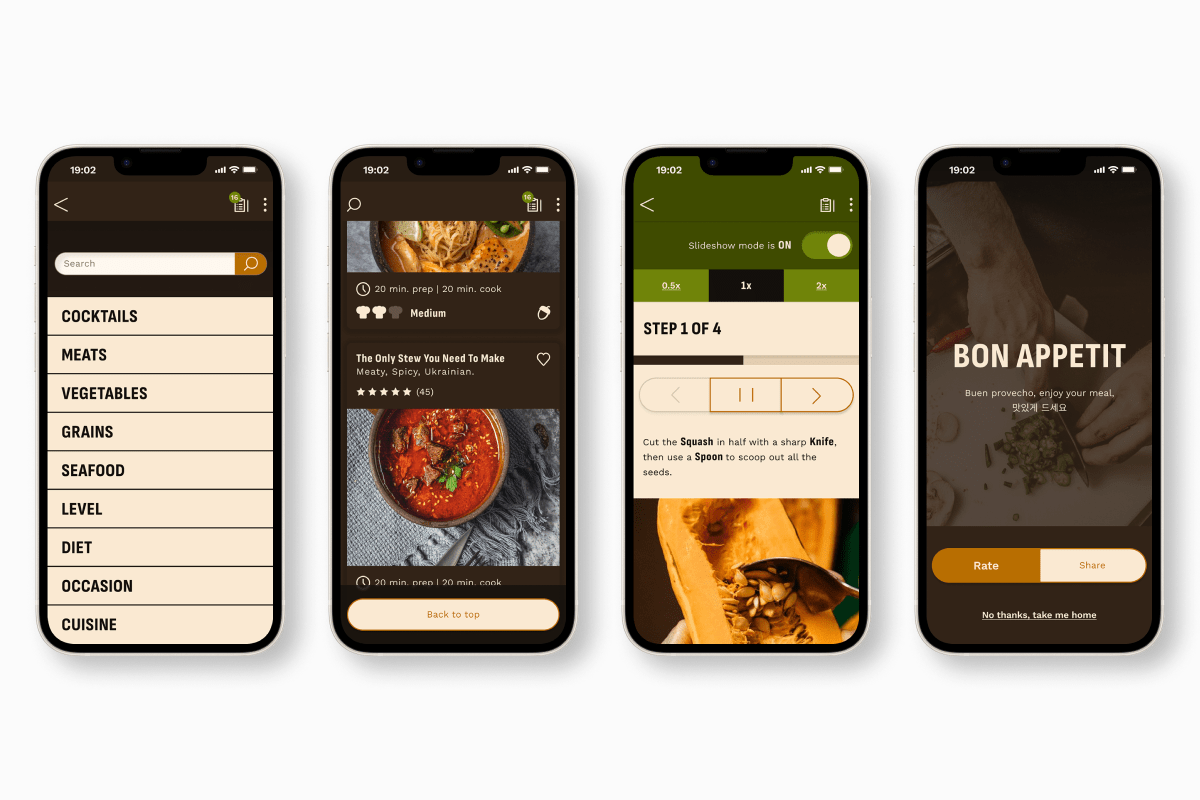 19:02
16
Search
COCKTAILS
MEATS
VEGETABLES
GRAINS
SEAFOOD
LEVEL
DIET
OCCASION
CUISINE
19:02
16
20 min. prep | 20 min. cook
Medium
The Only Stew You Need To Make
Meaty, Spicy, Ukrainian.
(45)
20 min. prep | 20 min. cook
Back to top
19:02
Slideshow mode is ON
0.5x 1x 2x
STEP 1 OF 4
Cut the Squash in half with a sharp Knife,
then use a Spoon to scoop out all the
seeds.
19:02
BON APPETIT
Buen provecho, enjoy your meal,
맛있게 드세요
Rate Share
No thanks, take me home